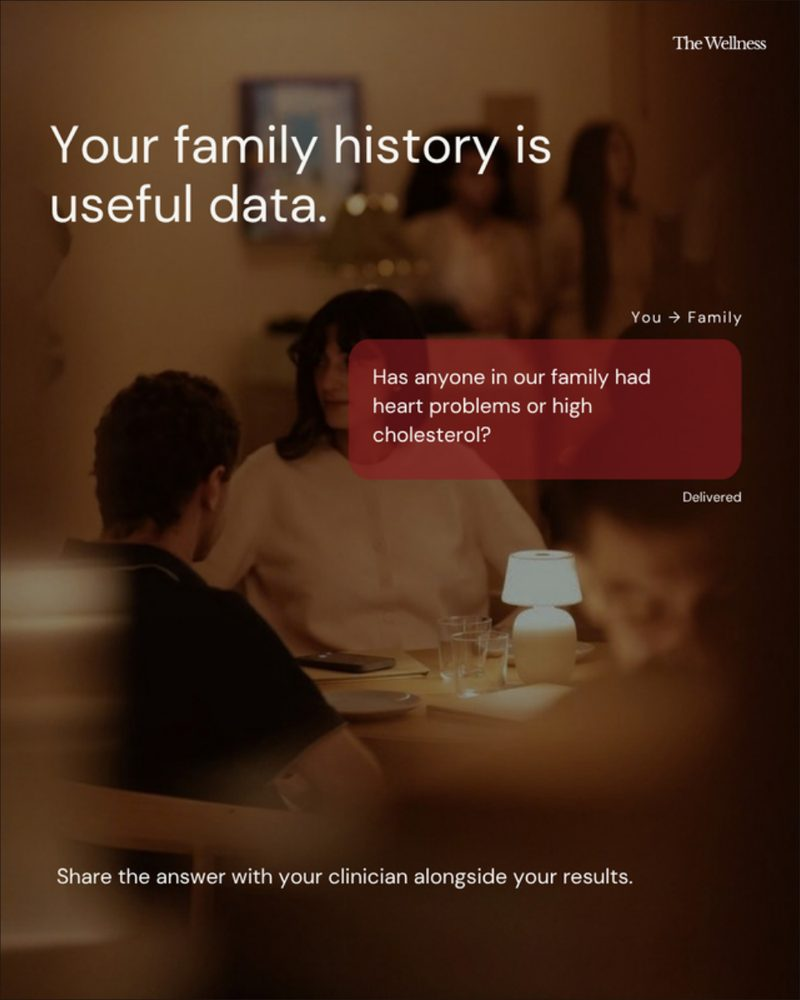 The Wellness
Your family history is
useful data.
You → Family
Has anyone in our family had
heart problems or high
cholesterol?
Delivered
Share the answer with your clinician alongside your results.